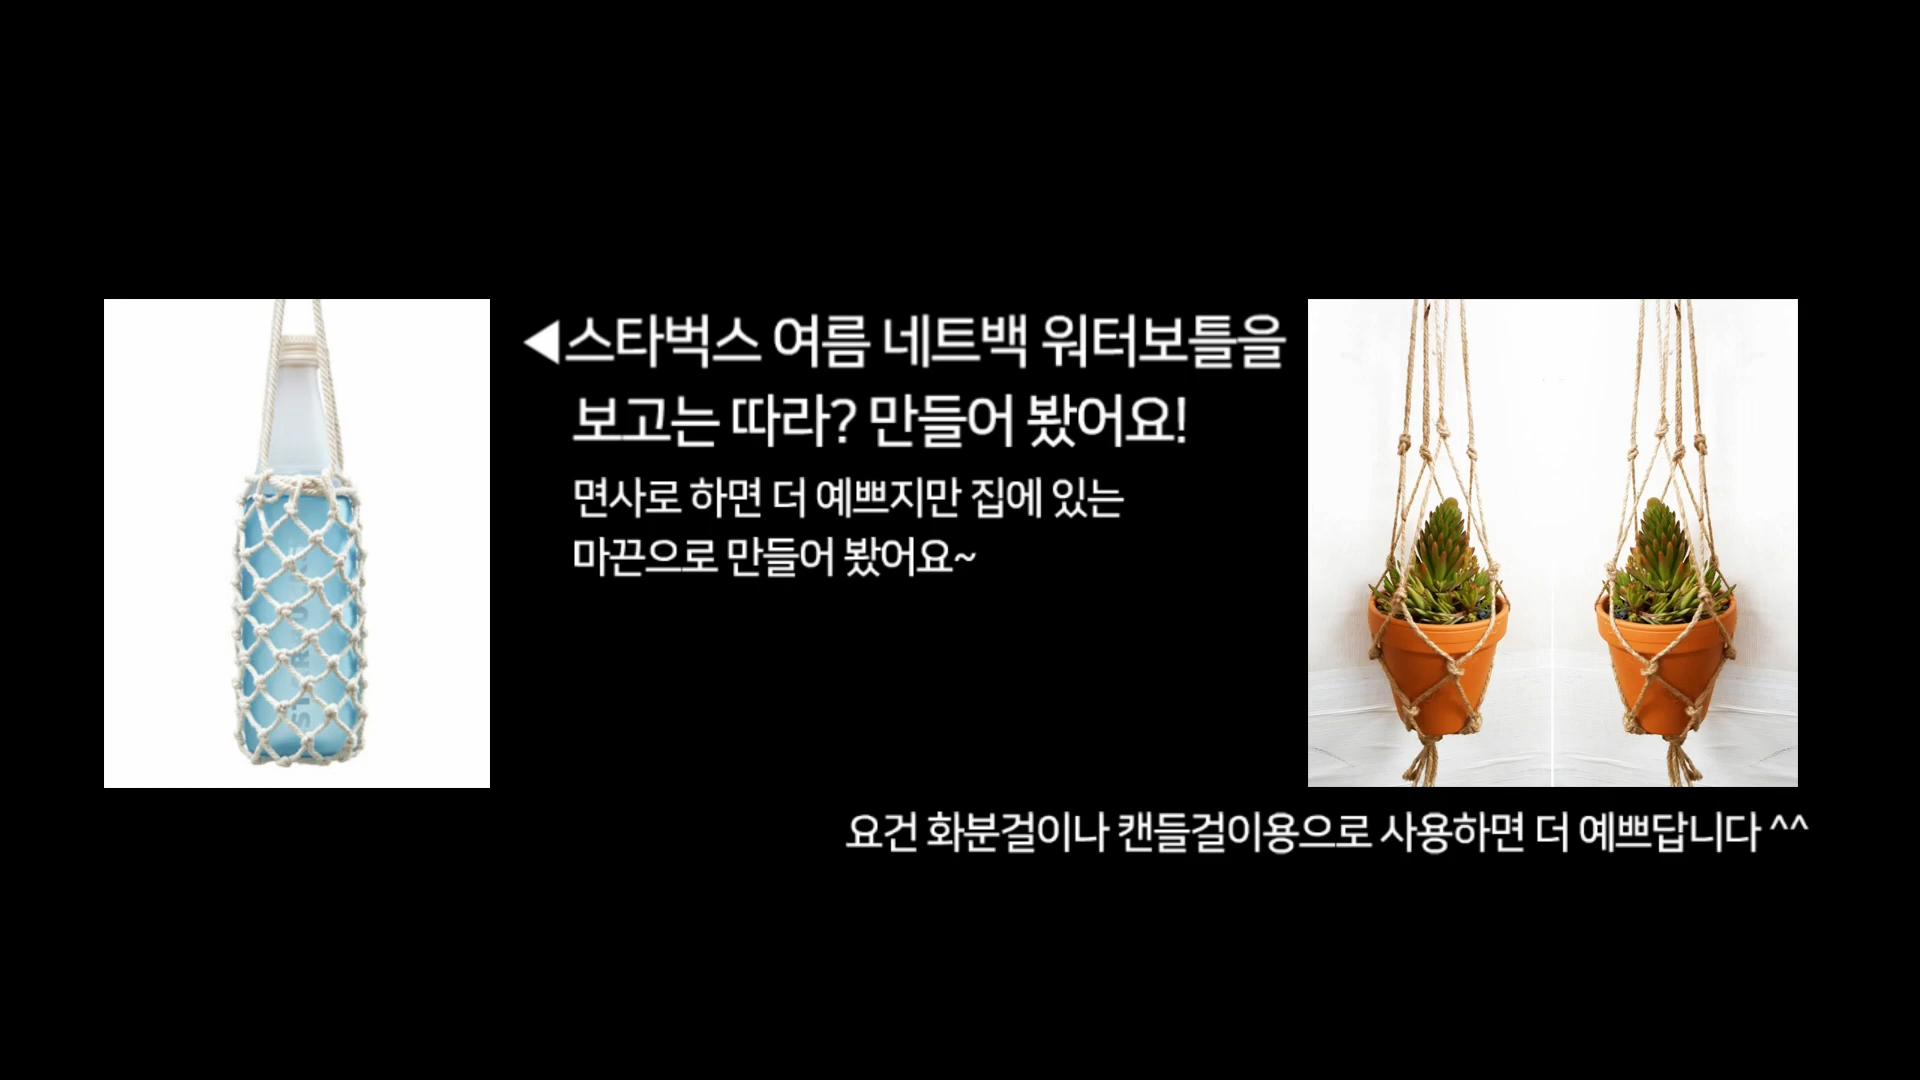 ◀스타벅스 여름 네트백 워터보틀을
보고는 따라? 만들어 봤어요!
면사로 하면 더 예쁘지만 집에 있는
마끈으로 만들어 봤어요~
요건 화분걸이나 캔들걸이용으로 사용하면 더 예쁘답니다 ^^